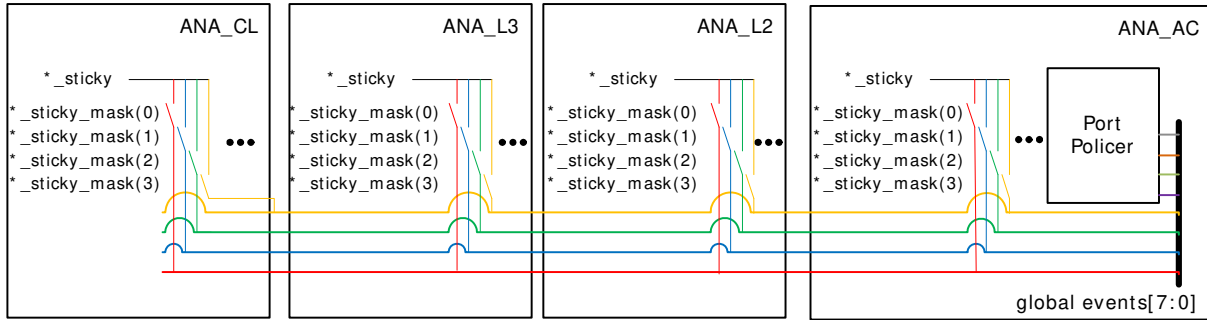 ANA_CL
*_sticky
*_sticky_mask(0)
*_sticky_mask(1)
*_sticky_mask(2)
*_sticky_mask(3)
ANA_L3
*_sticky
*_sticky_mask(0)
*_sticky_mask(1)
*_sticky_mask(2)
*_sticky_mask(3)
ANA_L2
*_sticky
*_sticky_mask(0)
*_sticky_mask(1)
*_sticky_mask(2)
*_sticky_mask(3)
ANA_AC
*_sticky
*_sticky_mask(0)
*_sticky_mask(1)
*_sticky_mask(2)
*_sticky_mask(3)
Port
Policer
global events[7:0]